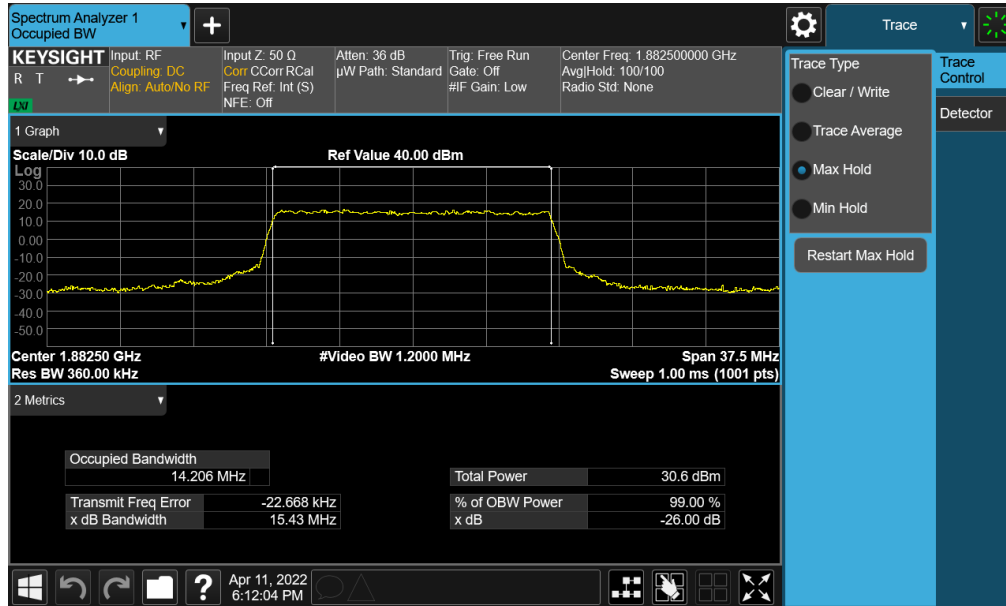 Spectrum Analyzer 1
Occupied BW
+
Trace
KEYSIGHT
R T
LXI
Input: RF
Coupling: DC
Align: Auto/No RF
Input Z: 50 Ω
Corr CCorr RCal
Freq Ref: Int (S)
NFE: Off
Atten: 36 dB
µW Path: Standard
Trig: Free Run
Gate: Off
#IF Gain: Low
Center Freq: 1.882500000 GHz
Avg|Hold: 100/100
Radio Std: None
Trace Type
Clear / Write
Trace Average
Max Hold
Min Hold
Restart Max Hold
Trace
Control
Detector
1 Graph
Scale/Div 10.0 dB
Ref Value 40.00 dBm
Log
30.0
20.0
10.0
0.00
-10.0
-20.0
-30.0
-40.0
-50.0
Center 1.88250 GHz
#Video BW 1.2000 MHz
Span 37.5 MHz
Res BW 360.00 kHz
Sweep 1.00 ms (1001 pts)
2 Metrics
Occupied Bandwidth
14.206 MHz
Total Power 30.6 dBm
Transmit Freq Error -22.668 kHz
% of OBW Power 99.00 %
x dB Bandwidth 15.43 MHz
x dB -26.00 dB
?
Apr 11, 2022
6:12:04 PM